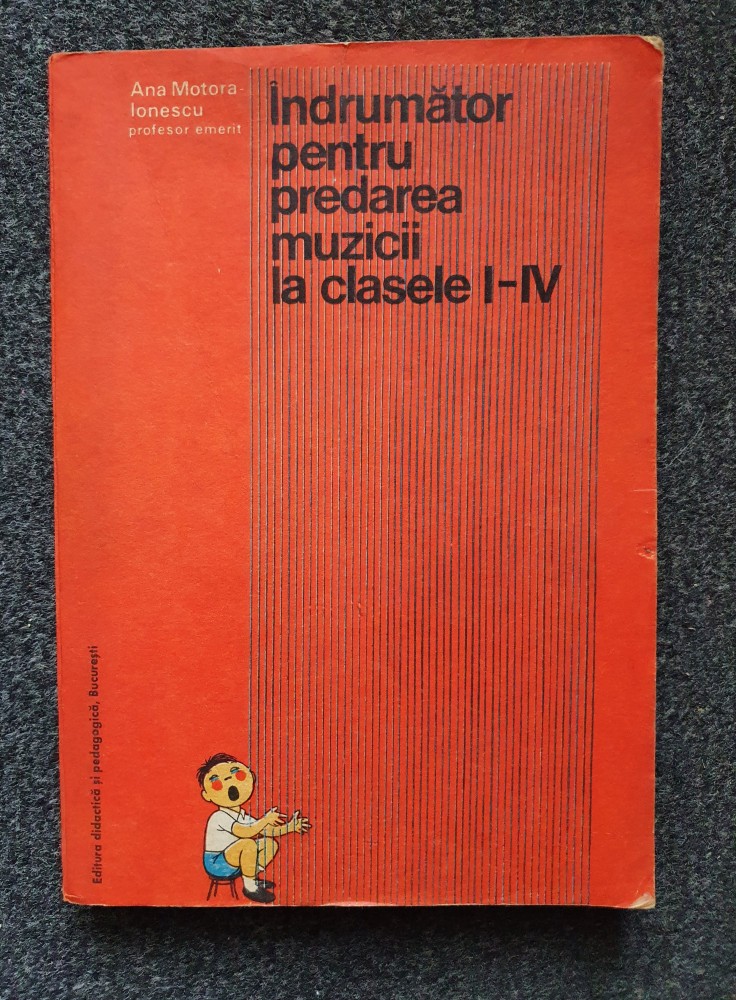 Ana Motora-
Ionescu
profesor emerit
Îndrumător
pentru
predarea
muzicii
la clasele I-IV
Editura didactică și pedagogică, București